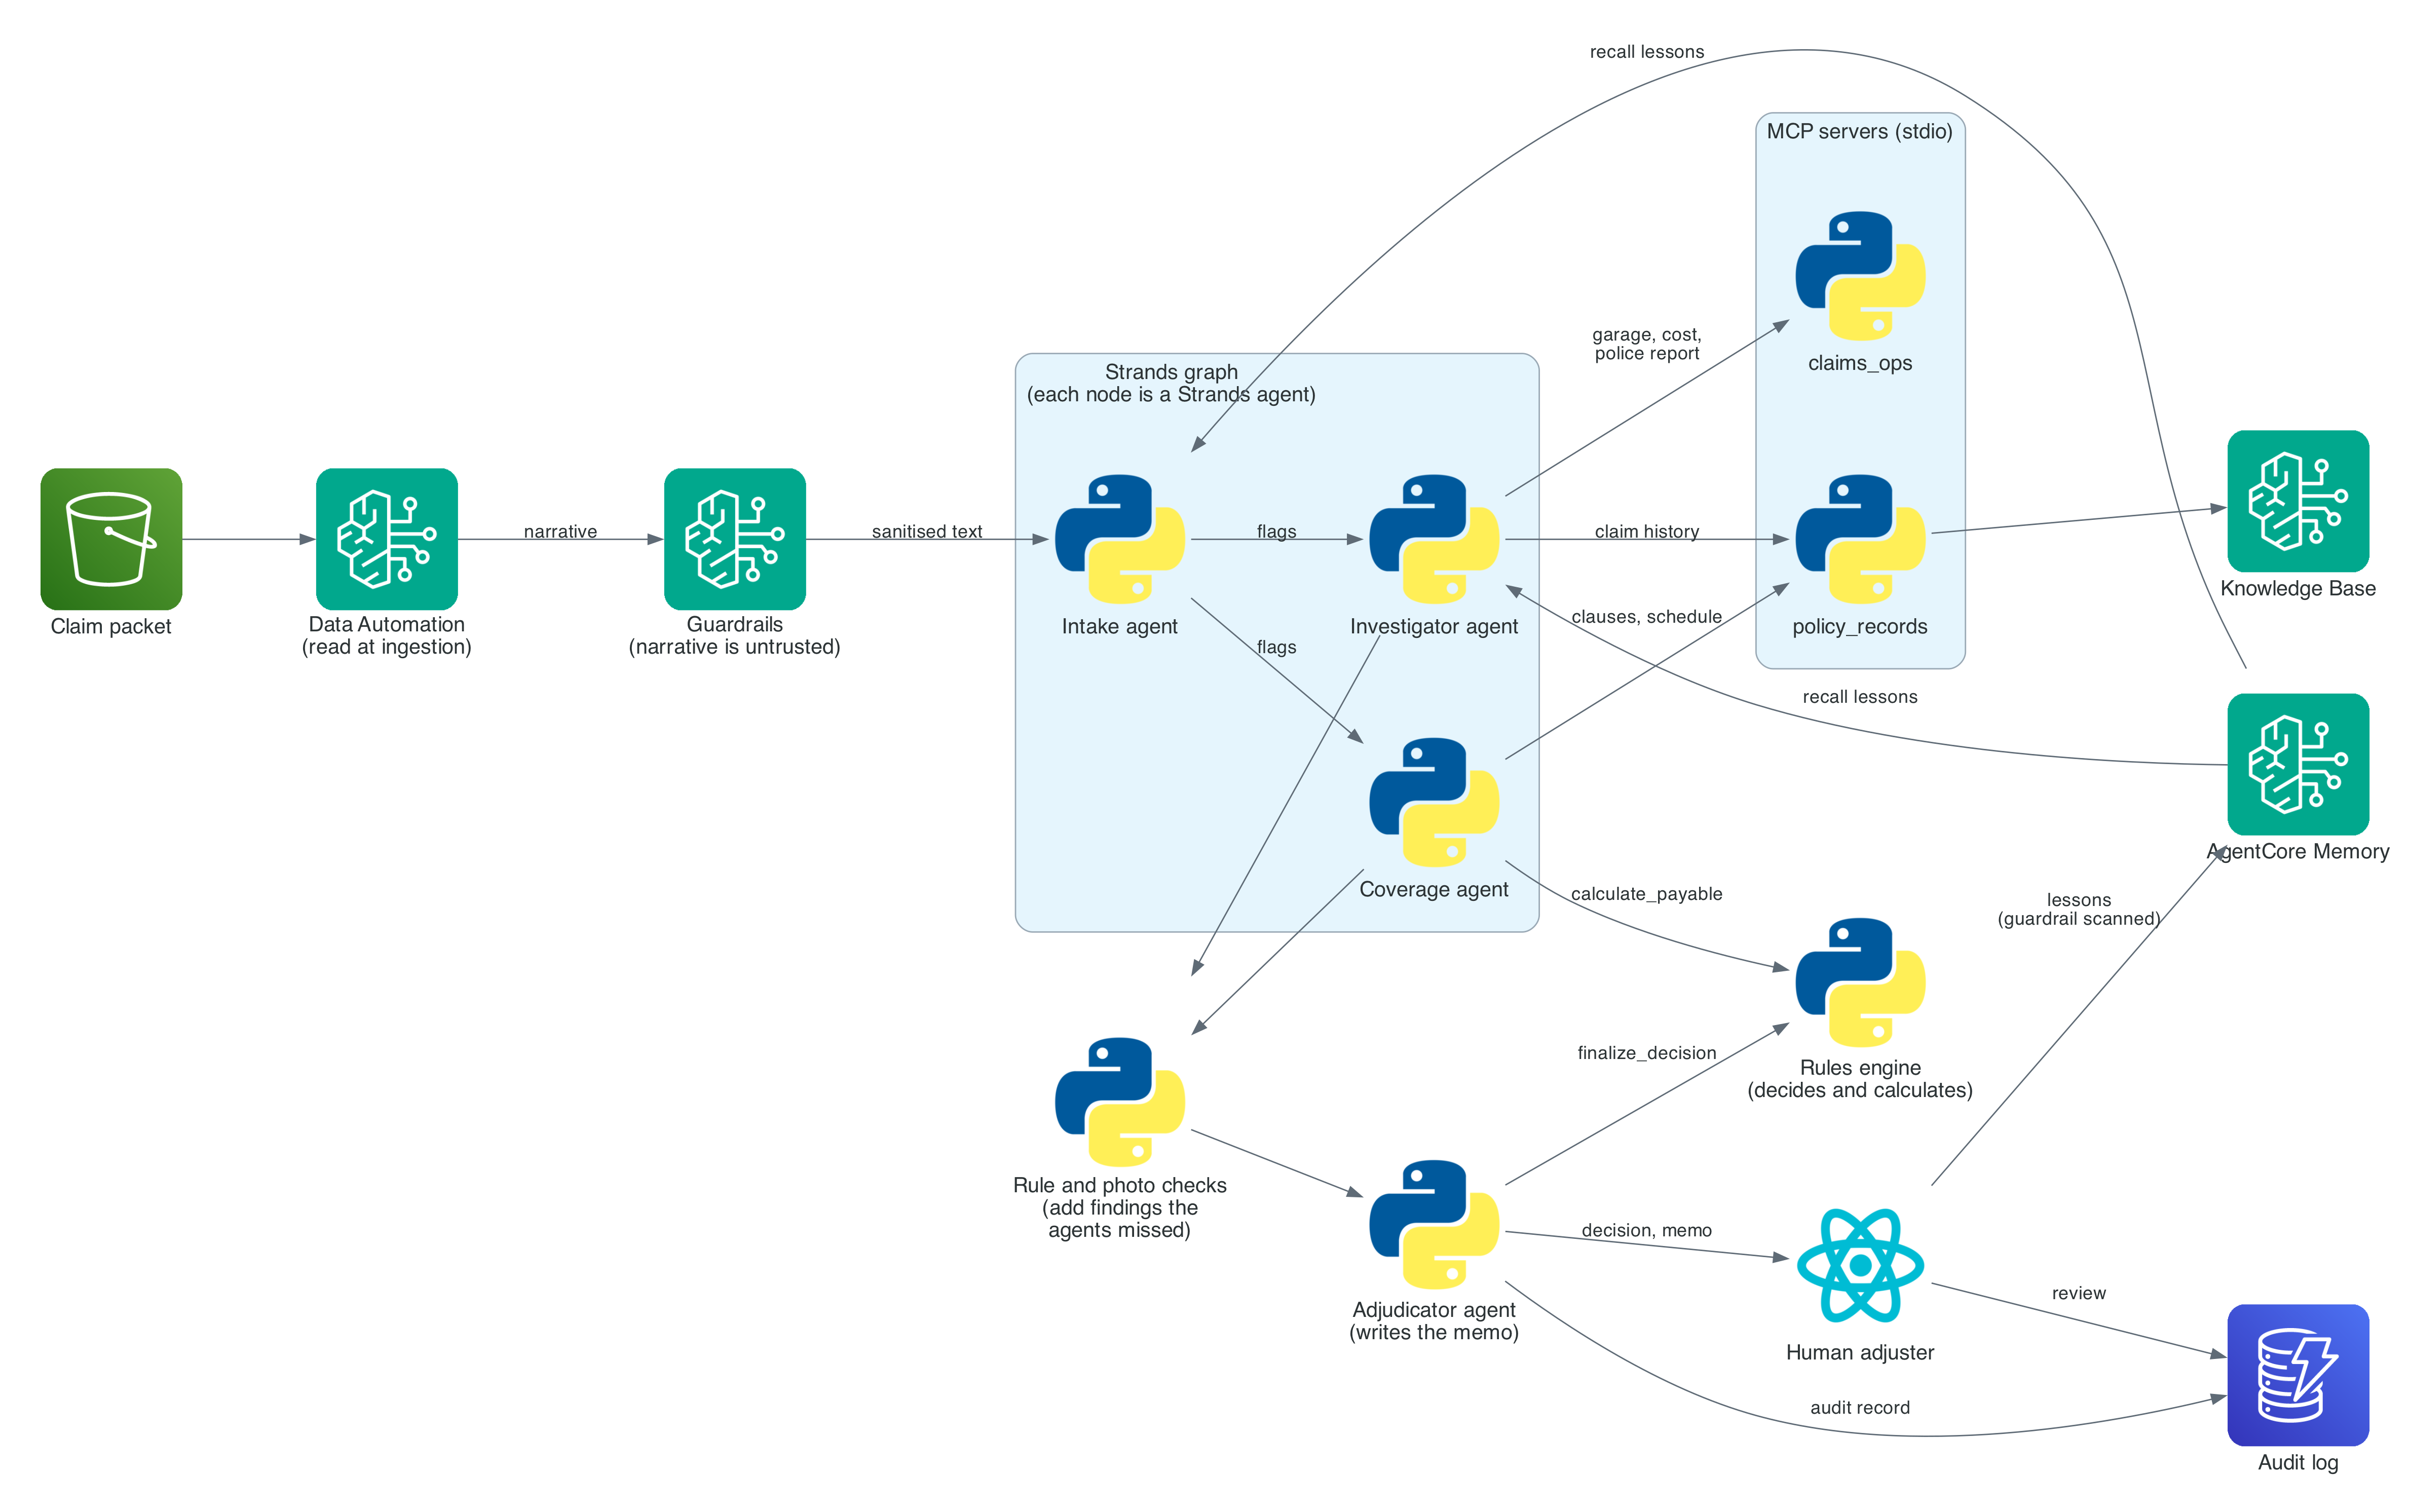 recall lessons
MCP servers (stdio)
claims_ops
garage, cost,
police report
Strands graph
(each node is a Strands agent)
Claim packet
Data Automation
(read at ingestion)
narrative
Guardrails
(narrative is untrusted)
sanitised text
Intake agent
flags
Investigator agent
claim history
policy_records
Knowledge Base
flags
clauses, schedule
recall lessons
AgentCore Memory
Coverage agent
calculate_payable
lessons
(guardrail scanned)
Rules engine
(decides and calculates)
finalize_decision
Rule and photo checks
(add findings the
agents missed)
Adjudicator agent
(writes the memo)
decision, memo
Human adjuster
review
audit record
Audit log